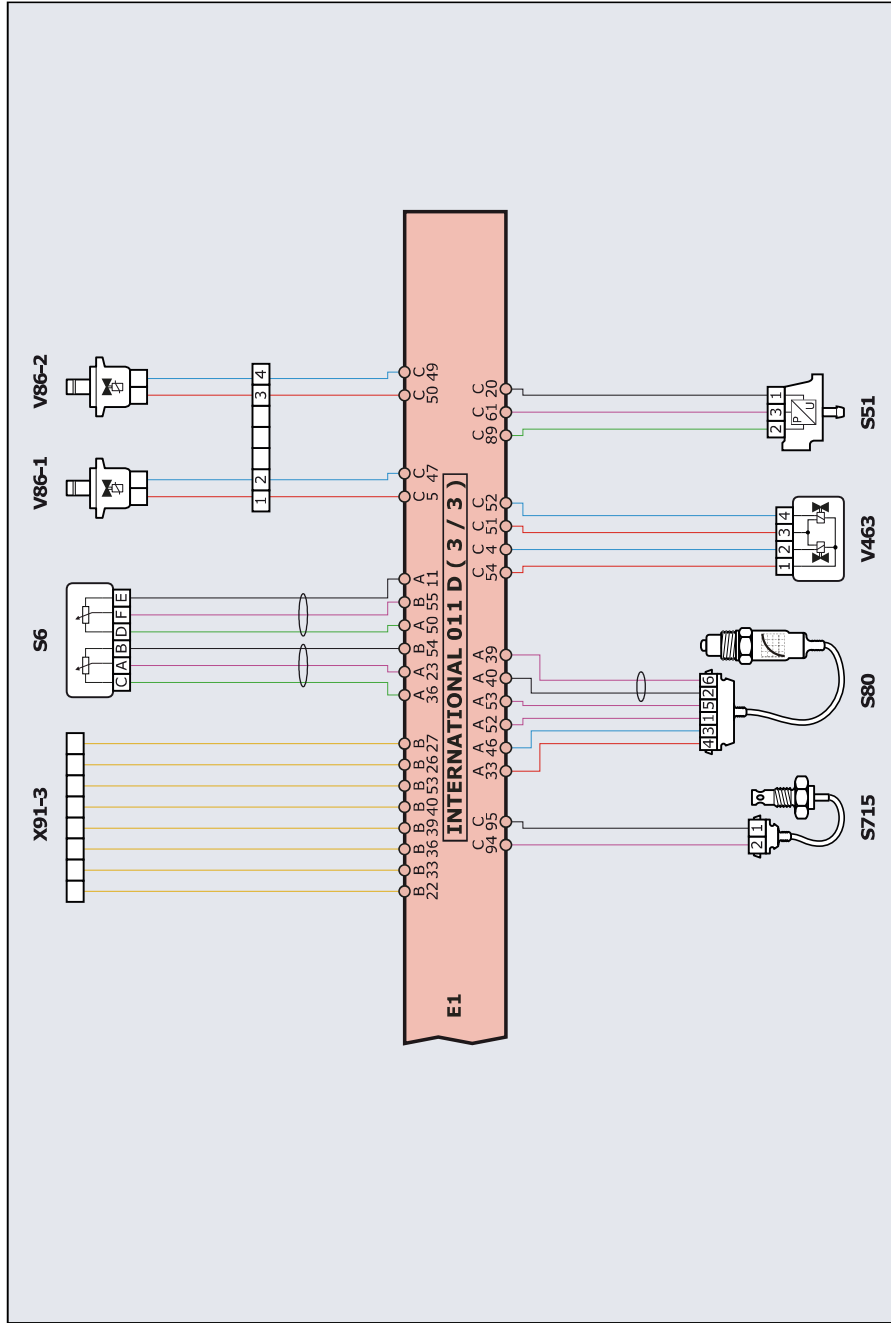 X91-3
S6
V86-1
V86-2
C A B D F E
1 2 3 4
B B B B B B B B A A B A B A C C C C
22 33 36 39 40 53 26 27 36 23 54 50 55 11 5 47 50 49
E1
INTERNATIONAL 011 D ( 3 / 3 )
C C A A A A A A C C C C C C C
94 95 33 46 52 53 40 39 54 4 51 52 89 61 20
2 1
4 3 1 5 2 6
1 2 3 4
2 3 1
P
U
S715
S80
V463
S51